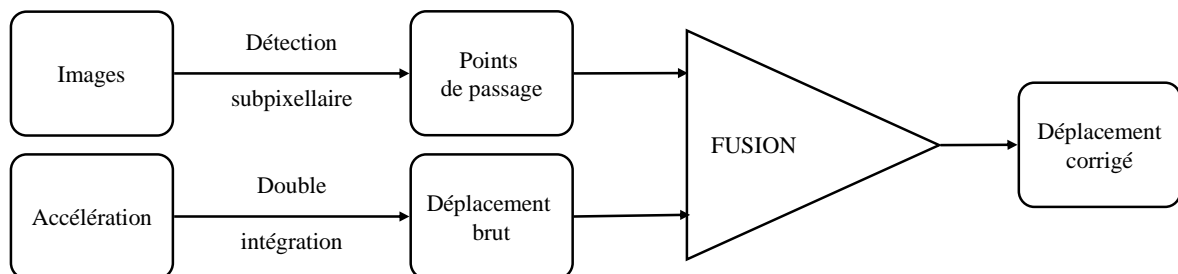 Images
Détection
subpixellaire
Points
de passage
FUSION
Déplacement
corrigé
Accélération
Double
intégration
Déplacement
brut